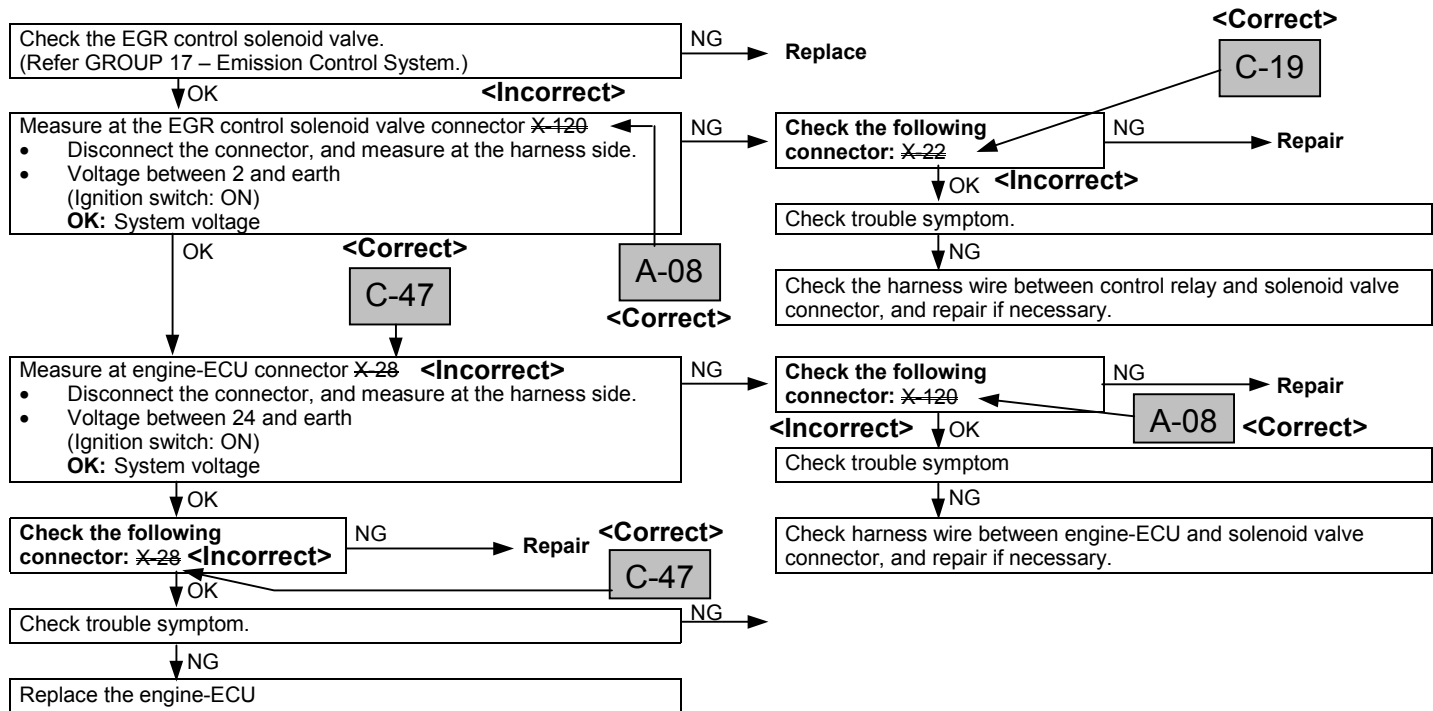 <Correct>
Check the EGR control solenoid valve.
(Refer GROUP 17 – Emission Control System.)
NG
Replace
C-19
OK
<Incorrect>
Measure at the EGR control solenoid valve connector X-120
• Disconnect the connector, and measure at the harness side.
• Voltage between 2 and earth
(Ignition switch: ON)
OK: System voltage
NG
Check the following
connector: X-22
NG
Repair
OK
<Incorrect>
Check trouble symptom.
NG
Check the harness wire between control relay and solenoid valve
connector, and repair if necessary.
OK
<Correct>
C-47
A-08
<Correct>
Measure at engine-ECU connector X-28 <Incorrect>
• Disconnect the connector, and measure at the harness side.
• Voltage between 24 and earth
(Ignition switch: ON)
OK: System voltage
NG
Check the following
connector: X-120
NG
Repair
<Incorrect>
OK
A-08
<Correct>
Check trouble symptom
NG
Check harness wire between engine-ECU and solenoid valve
connector, and repair if necessary.
OK
Check the following
connector: X-28 <Incorrect>
NG
Repair
<Correct>
C-47
OK
Check trouble symptom.
NG
NG
Replace the engine-ECU